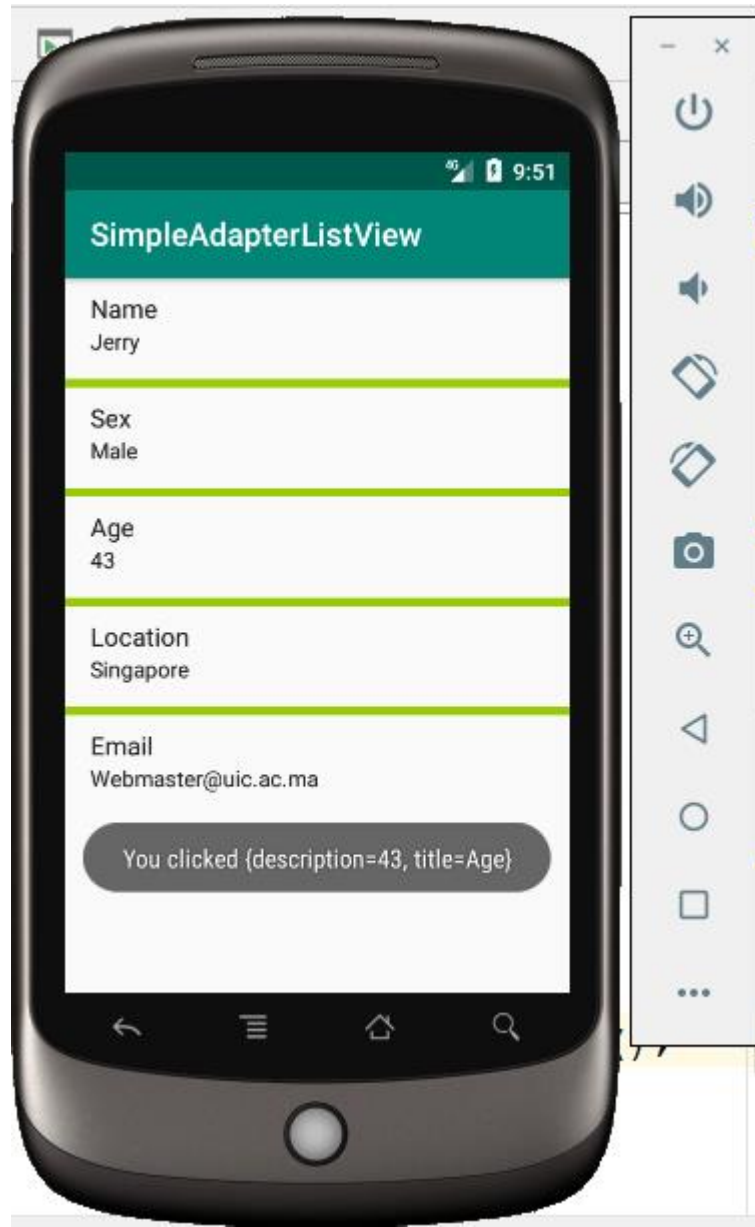 4G 9:51
SimpleAdapterListView
Name
Jerry
Sex
Male
Age
43
Location
Singapore
Email
Webmaster@uic.ac.ma
You clicked {description=43, title=Age}